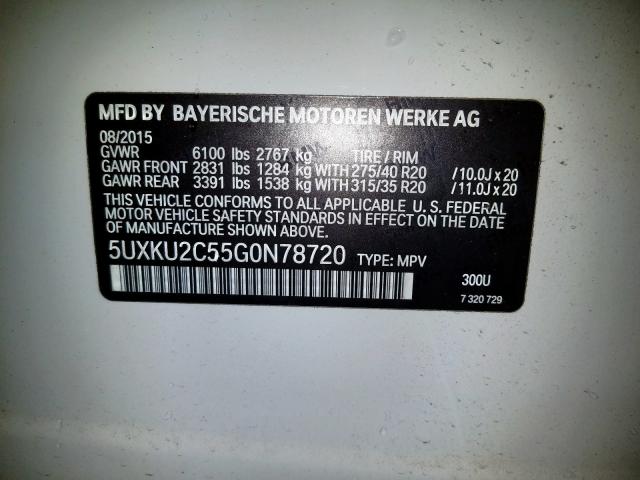 MFD BY BAYERISCHE MOTOREN WERKE AG
08/2015
GVWR 6100 lbs 2767 kg TIRE / RIM
GAWR FRONT 2831 lbs 1284 kg WITH 275/40 R20 /10.0J x 20
GAWR REAR 3391 lbs 1538 kg WITH 315/35 R20 /11.0J x 20
THIS VEHICLE CONFORMS TO ALL APPLICABLE U.S. FEDERAL
MOTOR VEHICLE SAFETY STANDARDS IN EFFECT ON THE DATE
OF MANUFACTURE SHOWN ABOVE.
5UXKU2C55G0N78720 TYPE: MPV
300U
7 320 729